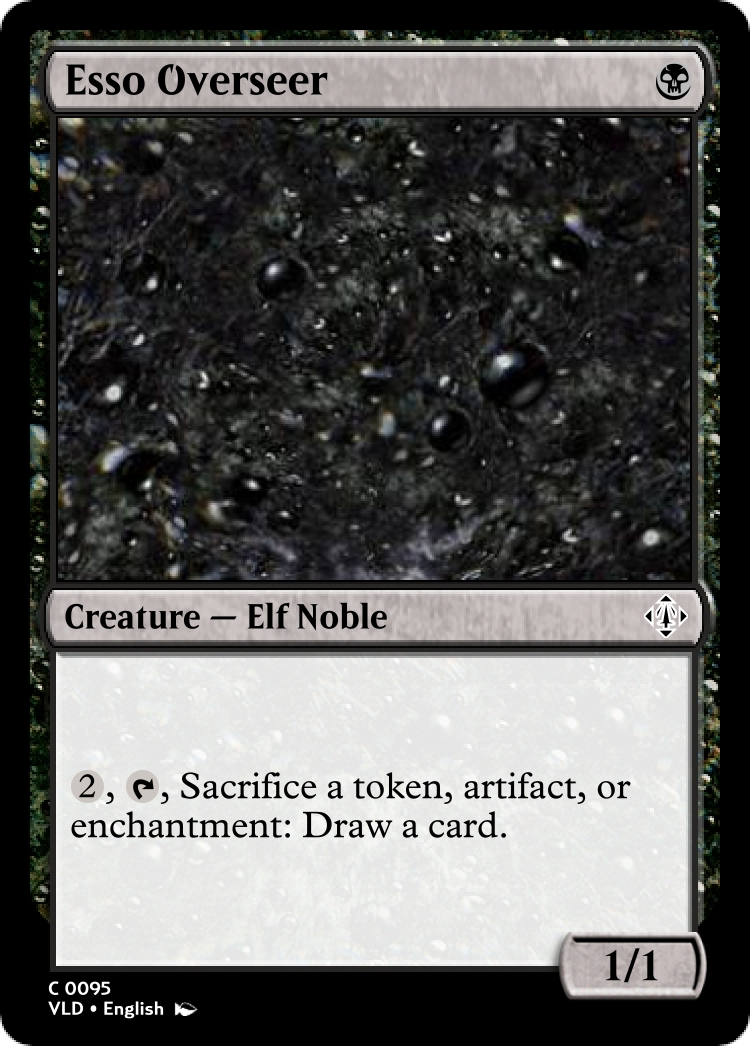 Esso Overseer
Creature — Elf Noble
2, , Sacrifice a token, artifact, or
enchantment: Draw a card.
1/1
C 0095
VLD • English